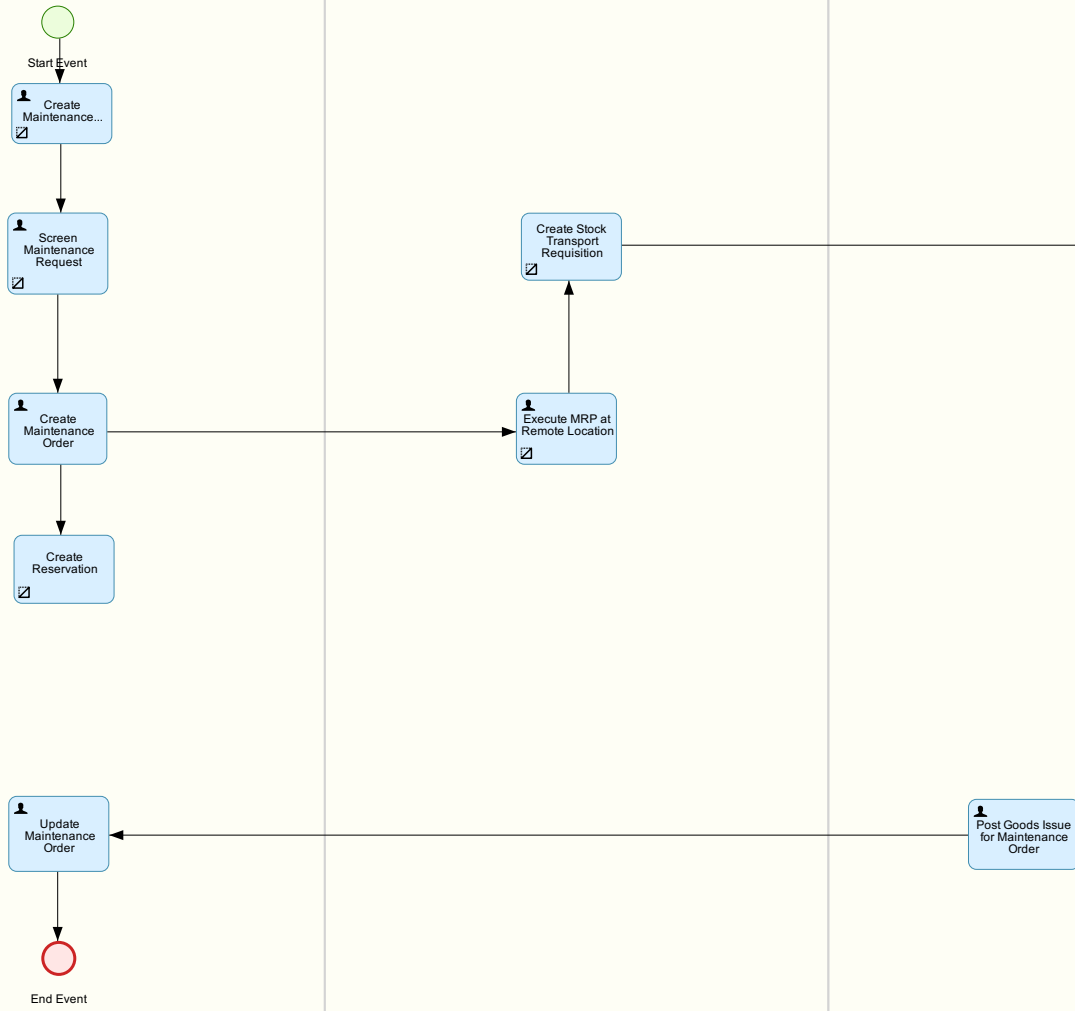 Start Event
Create
Maintenance...
Screen
Maintenance
Request
Create Stock
Transport
Requisition
Create
Maintenance
Order
Execute MRP at
Remote Location
Create
Reservation
Update
Maintenance
Order
Post Goods Issue
for Maintenance
Order
End Event